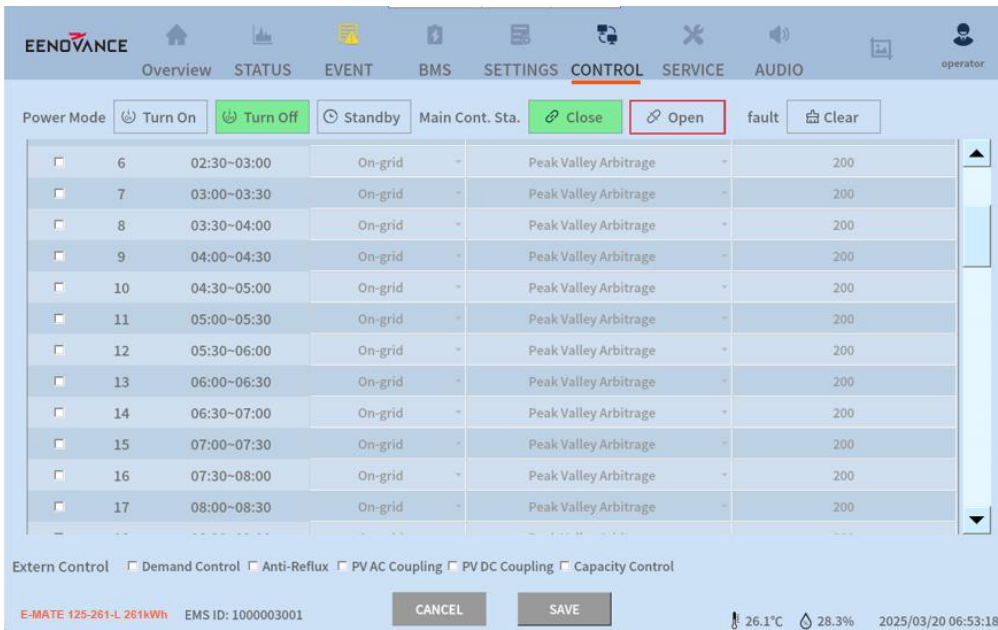 EENOVANCE
Overview STATUS EVENT BMS SETTINGS CONTROL SERVICE AUDIO operator
Power Mode Turn On Turn Off Standby Main Cont. Sta. Close Open fault Clear
6 02:30~03:00 On-grid Peak Valley Arbitrage 200
7 03:00~03:30 On-grid Peak Valley Arbitrage 200
8 03:30~04:00 On-grid Peak Valley Arbitrage 200
9 04:00~04:30 On-grid Peak Valley Arbitrage 200
10 04:30~05:00 On-grid Peak Valley Arbitrage 200
11 05:00~05:30 On-grid Peak Valley Arbitrage 200
12 05:30~06:00 On-grid Peak Valley Arbitrage 200
13 06:00~06:30 On-grid Peak Valley Arbitrage 200
14 06:30~07:00 On-grid Peak Valley Arbitrage 200
15 07:00~07:30 On-grid Peak Valley Arbitrage 200
16 07:30~08:00 On-grid Peak Valley Arbitrage 200
17 08:00~08:30 On-grid Peak Valley Arbitrage 200
Extern Control Demand Control Anti-Reflux PV AC Coupling PV DC Coupling Capacity Control
E-MATE 125-261-L 261kWh EMS ID: 1000003001 CANCEL SAVE 26.1°C 28.3% 2025/03/20 06:53:18